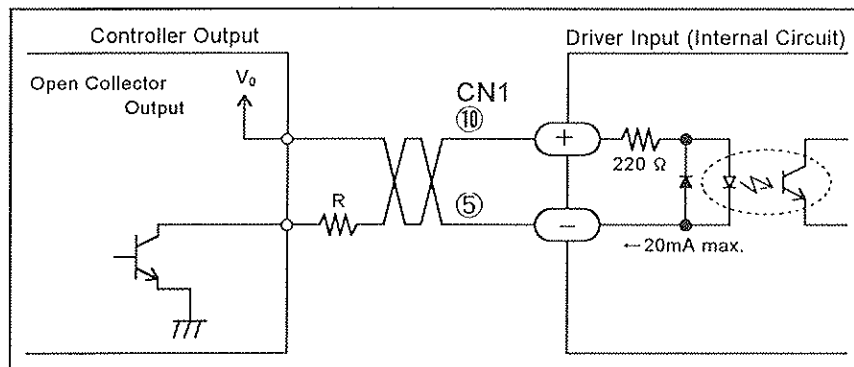 Controller Output
Driver Input (Internal Circuit)
Open Collector
Output
V₀
CN1
⑩
+
220 Ω
R
⑤
−
←20mA max.